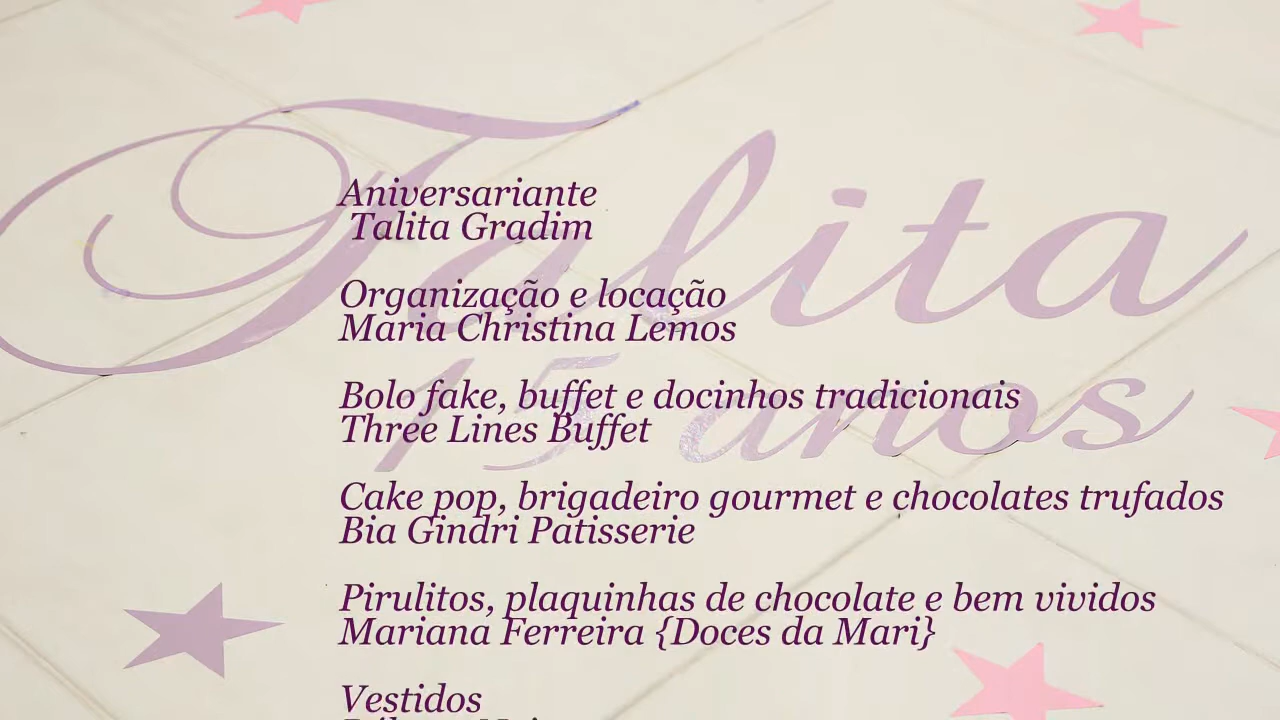 Talita
15 anos
Aniversariante
Talita Gradim
Organização e locação
Maria Christina Lemos
Bolo fake, buffet e docinhos tradicionais
Three Lines Buffet
Cake pop, brigadeiro gourmet e chocolates trufados
Bia Gindri Patisserie
Pirulitos, plaquinhas de chocolate e bem vividos
Mariana Ferreira {Doces da Mari}
Vestidos